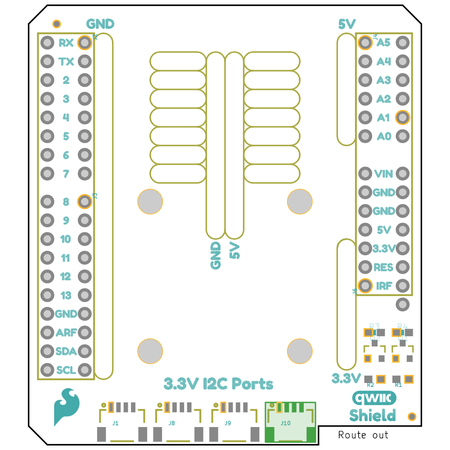 GND
5V
RX
TX
2
3
4
5
6
7
8
9
10
11
12
13
GND
ARF
SDA
SCL
A5
A4
A3
A2
A1
A0
VIN
GND
GND
5V
3.3V
RES
IRF
GND
5V
3.3V I2C Ports
3.3V
qwiic
Shield
J1
J8
J9
J10
R2
R1
Route out